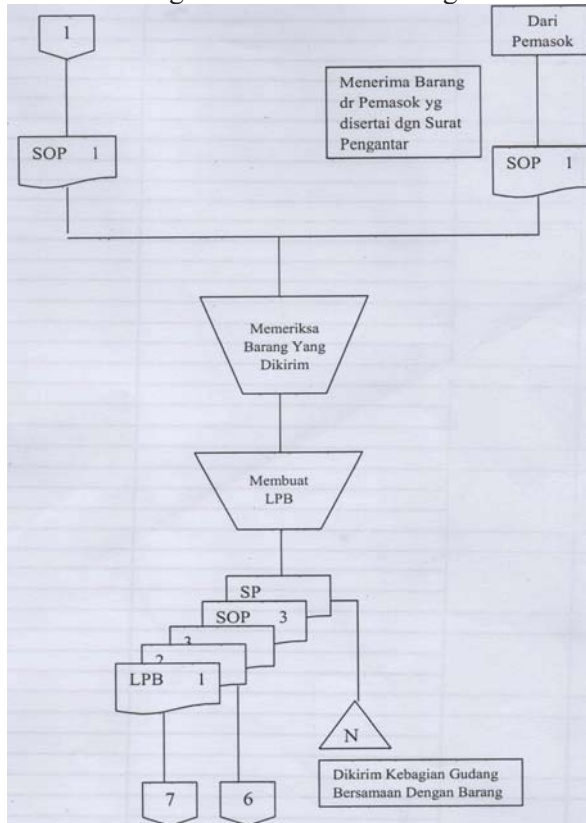 1
Dari
Pemasok
Menerima Barang
dr Pemasok yg
disertai dgn Surat
Pengantar
SOP 1
SOP 1
Memeriksa
Barang Yang
Dikirim
Membuat
LPB
SP
SOP 3
3
2
LPB 1
N
7
6
Dikirim Kebagian Gudang
Bersamaan Dengan Barang